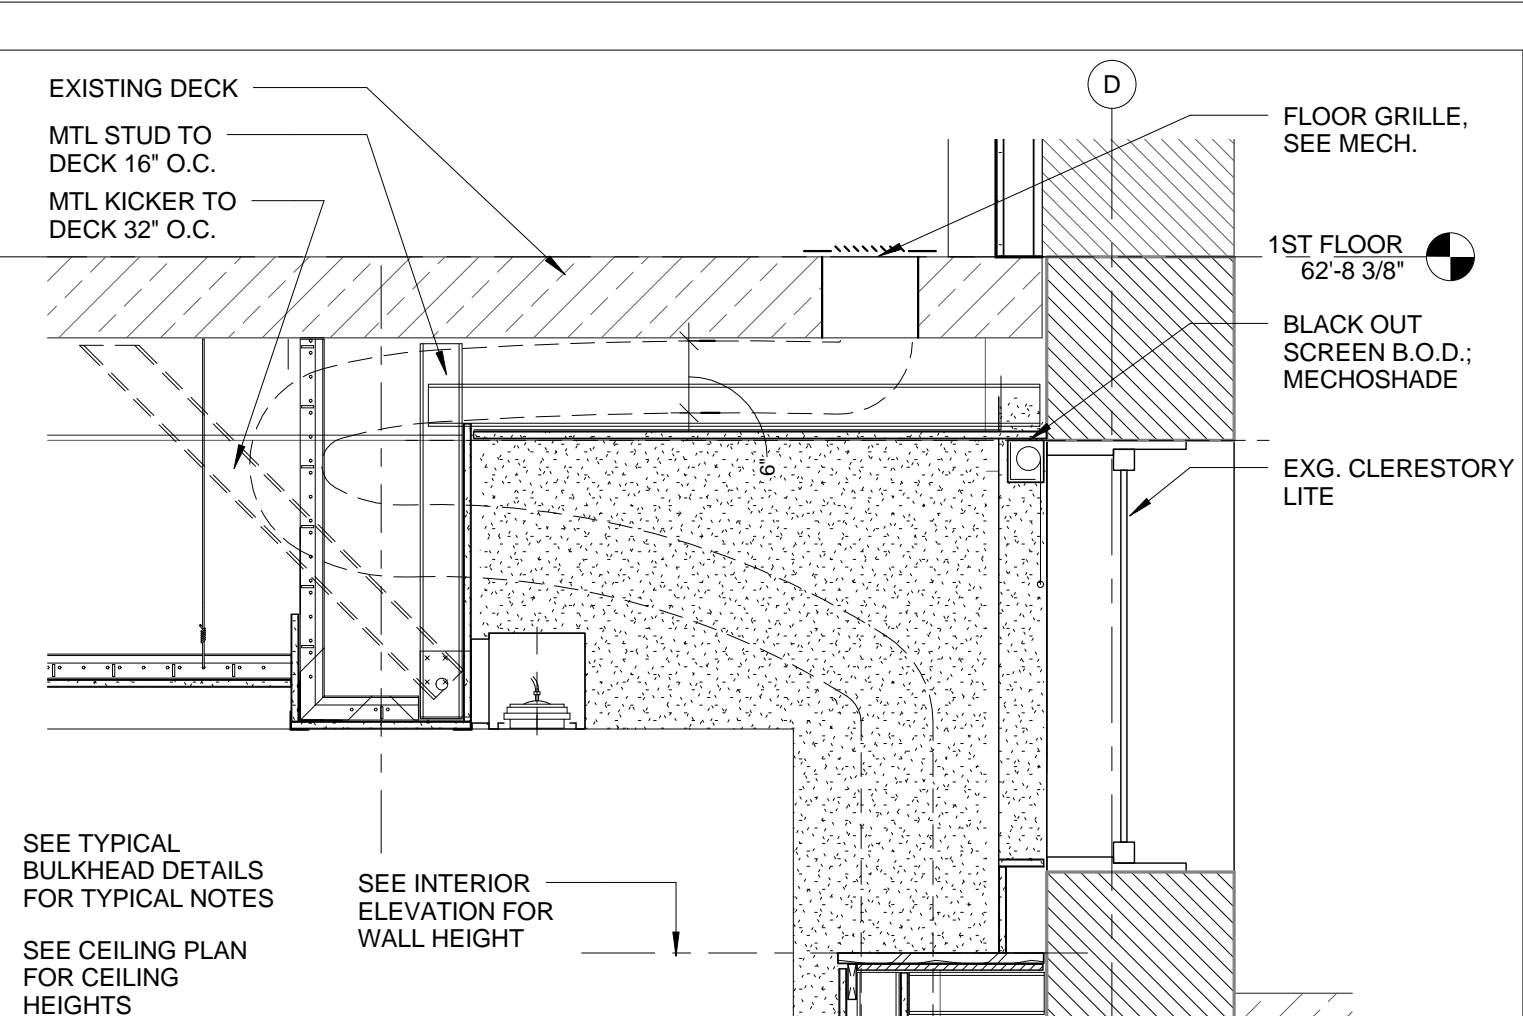 EXISTING DECK
MTL STUD TO
DECK 16" O.C.
MTL KICKER TO
DECK 32" O.C.
D
FLOOR GRILLE,
SEE MECH.
1ST FLOOR
62'-8 3/8"
BLACK OUT
SCREEN B.O.D.;
MECHOSHADE
EXG. CLERESTORY
LITE
6"
SEE TYPICAL
BULKHEAD DETAILS
FOR TYPICAL NOTES
SEE CEILING PLAN
FOR CEILING
HEIGHTS
SEE INTERIOR
ELEVATION FOR
WALL HEIGHT